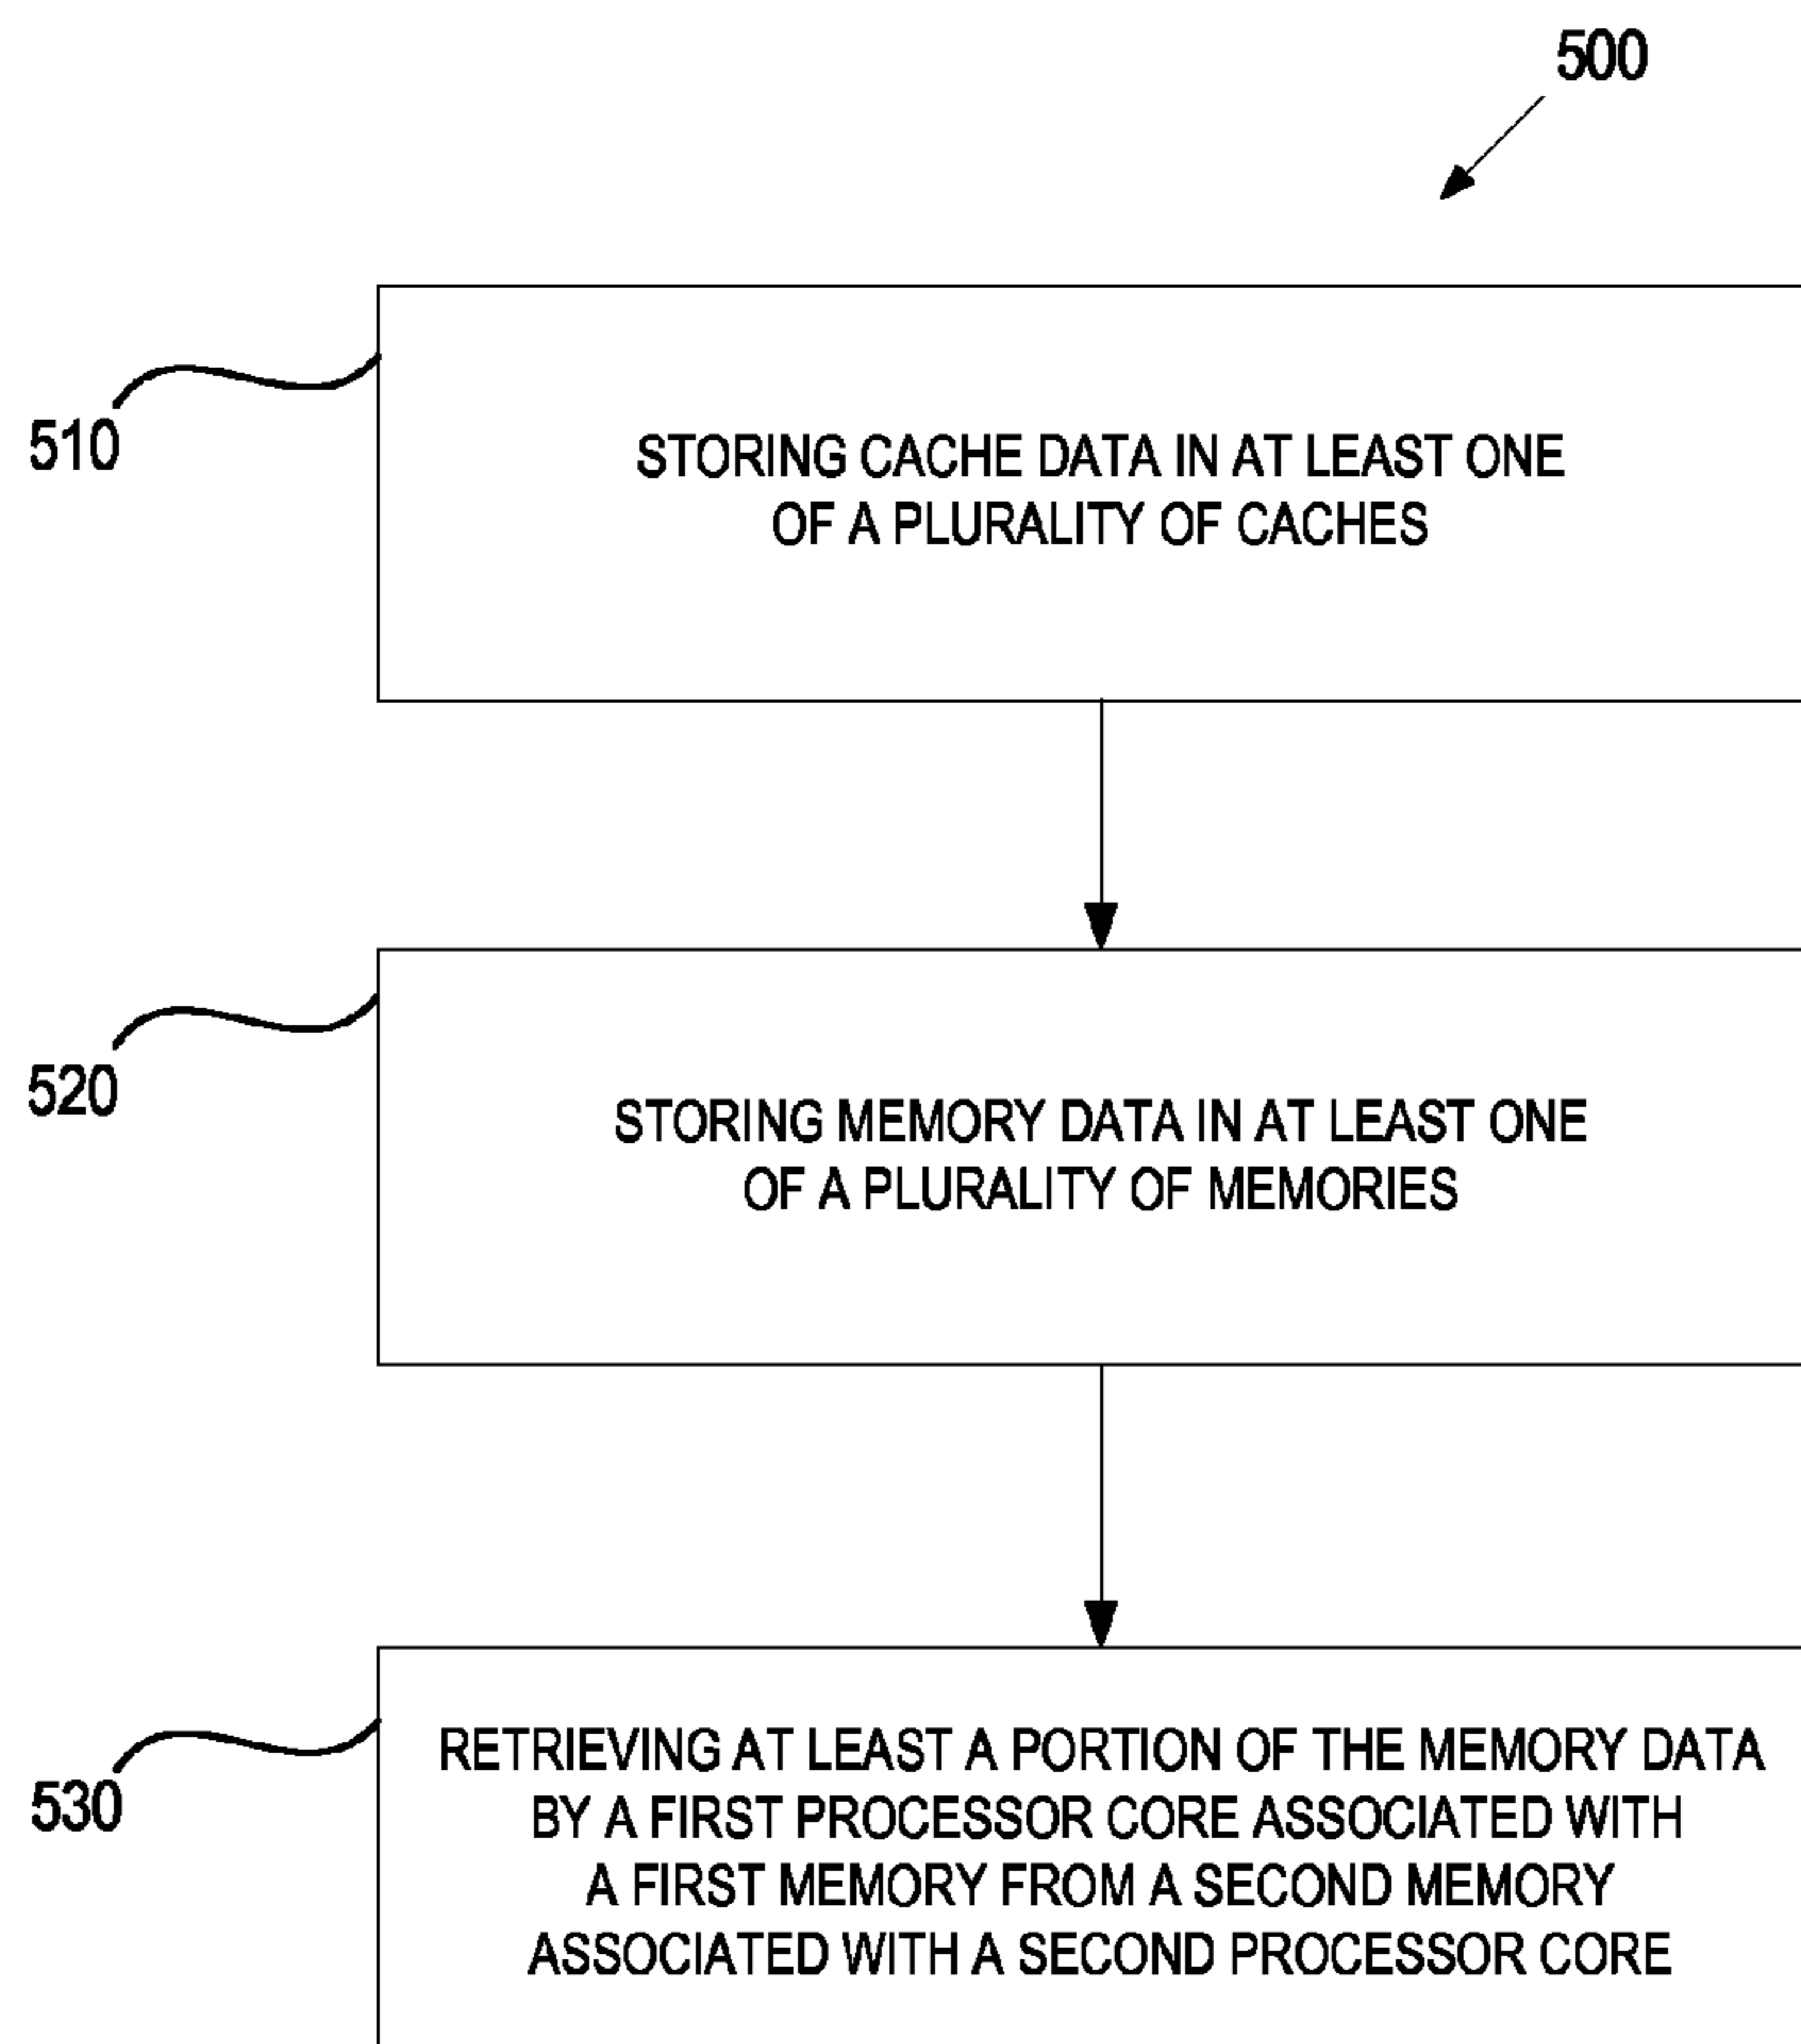 500
510
STORING CACHE DATA IN AT LEAST ONE
OF A PLURALITY OF CACHES
520
STORING MEMORY DATA IN AT LEAST ONE
OF A PLURALITY OF MEMORIES
530
RETRIEVING AT LEAST A PORTION OF THE MEMORY DATA
BY A FIRST PROCESSOR CORE ASSOCIATED WITH
A FIRST MEMORY FROM A SECOND MEMORY
ASSOCIATED WITH A SECOND PROCESSOR CORE